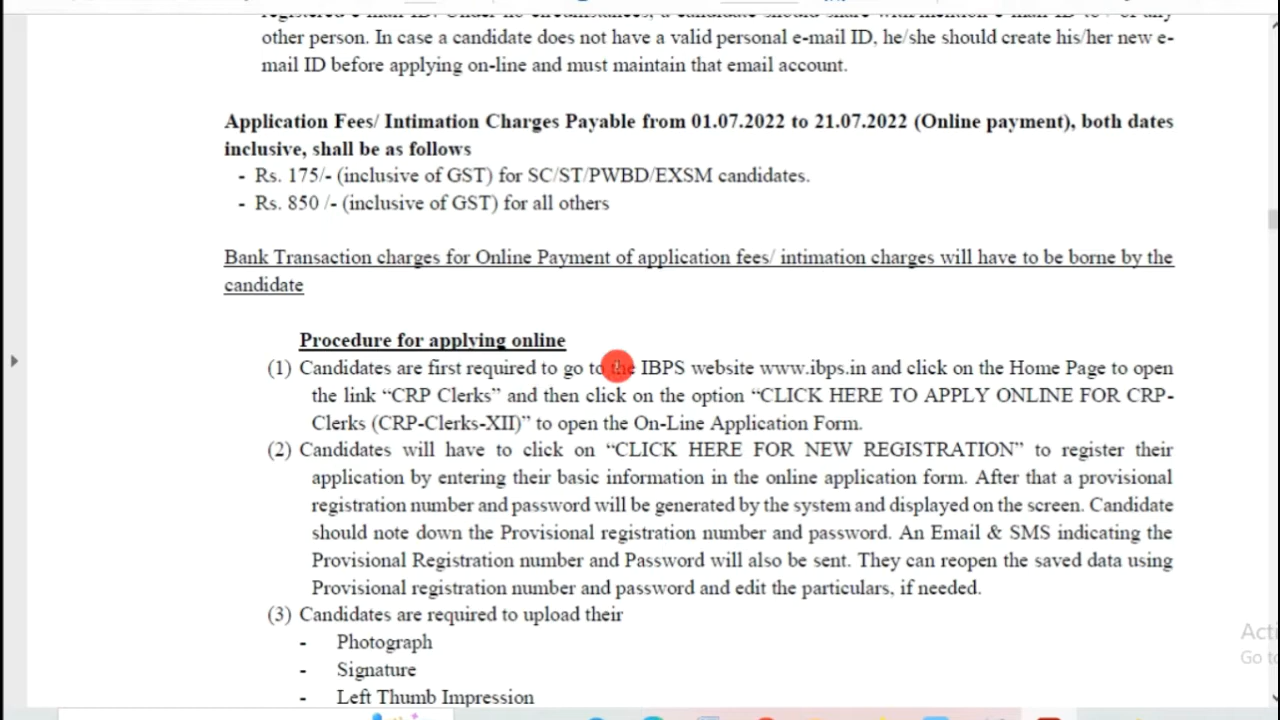 other person. In case a candidate does not have a valid personal e-mail ID, he/she should create his/her new e-
mail ID before applying on-line and must maintain that email account.
Application Fees/ Intimation Charges Payable from 01.07.2022 to 21.07.2022 (Online payment), both dates
inclusive, shall be as follows
- Rs. 175/- (inclusive of GST) for SC/ST/PWBD/EXSM candidates.
- Rs. 850 /- (inclusive of GST) for all others
Bank Transaction charges for Online Payment of application fees/ intimation charges will have to be borne by the
candidate
Procedure for applying online
(1) Candidates are first required to go to the IBPS website www.ibps.in and click on the Home Page to open
the link “CRP Clerks” and then click on the option “CLICK HERE TO APPLY ONLINE FOR CRP-
Clerks (CRP-Clerks-XII)” to open the On-Line Application Form.
(2) Candidates will have to click on “CLICK HERE FOR NEW REGISTRATION” to register their
application by entering their basic information in the online application form. After that a provisional
registration number and password will be generated by the system and displayed on the screen. Candidate
should note down the Provisional registration number and password. An Email & SMS indicating the
Provisional Registration number and Password will also be sent. They can reopen the saved data using
Provisional registration number and password and edit the particulars, if needed.
(3) Candidates are required to upload their
- Photograph
- Signature
- Left Thumb Impression
Acti
Go to